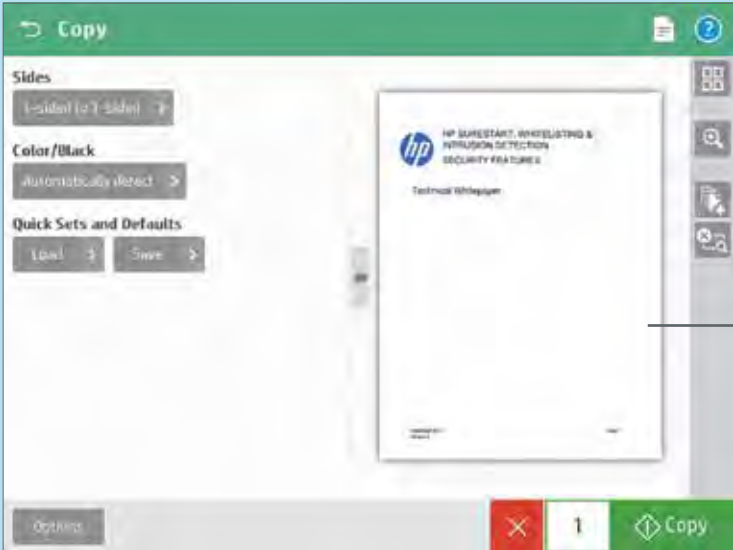 Copy
?
Sides
1-sided to 1-sided >
Color/Black
Automatically detect >
Quick Sets and Defaults
Load >
Save >
hp
HP SURESTART, WHITELISTING &
INTRUSION DETECTION
SECURITY FEATURES
Technical Whitepaper
Options
1
Copy